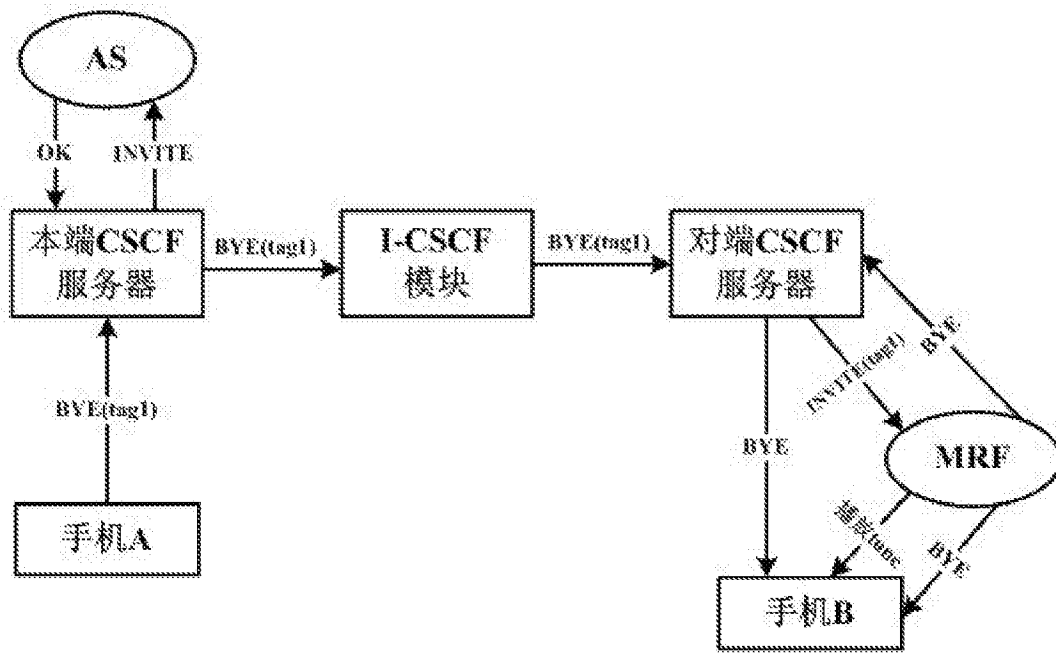 AS
OK
INVITE
本端CSCF
服务器
BYE(tag1)
I-CSCF
模块
BYE(tag1)
对端CSCF
服务器
BYE(tag1)
手机A
BYE
INVITE(tag1)
BYE
MRF
播放tune
BYE
手机B